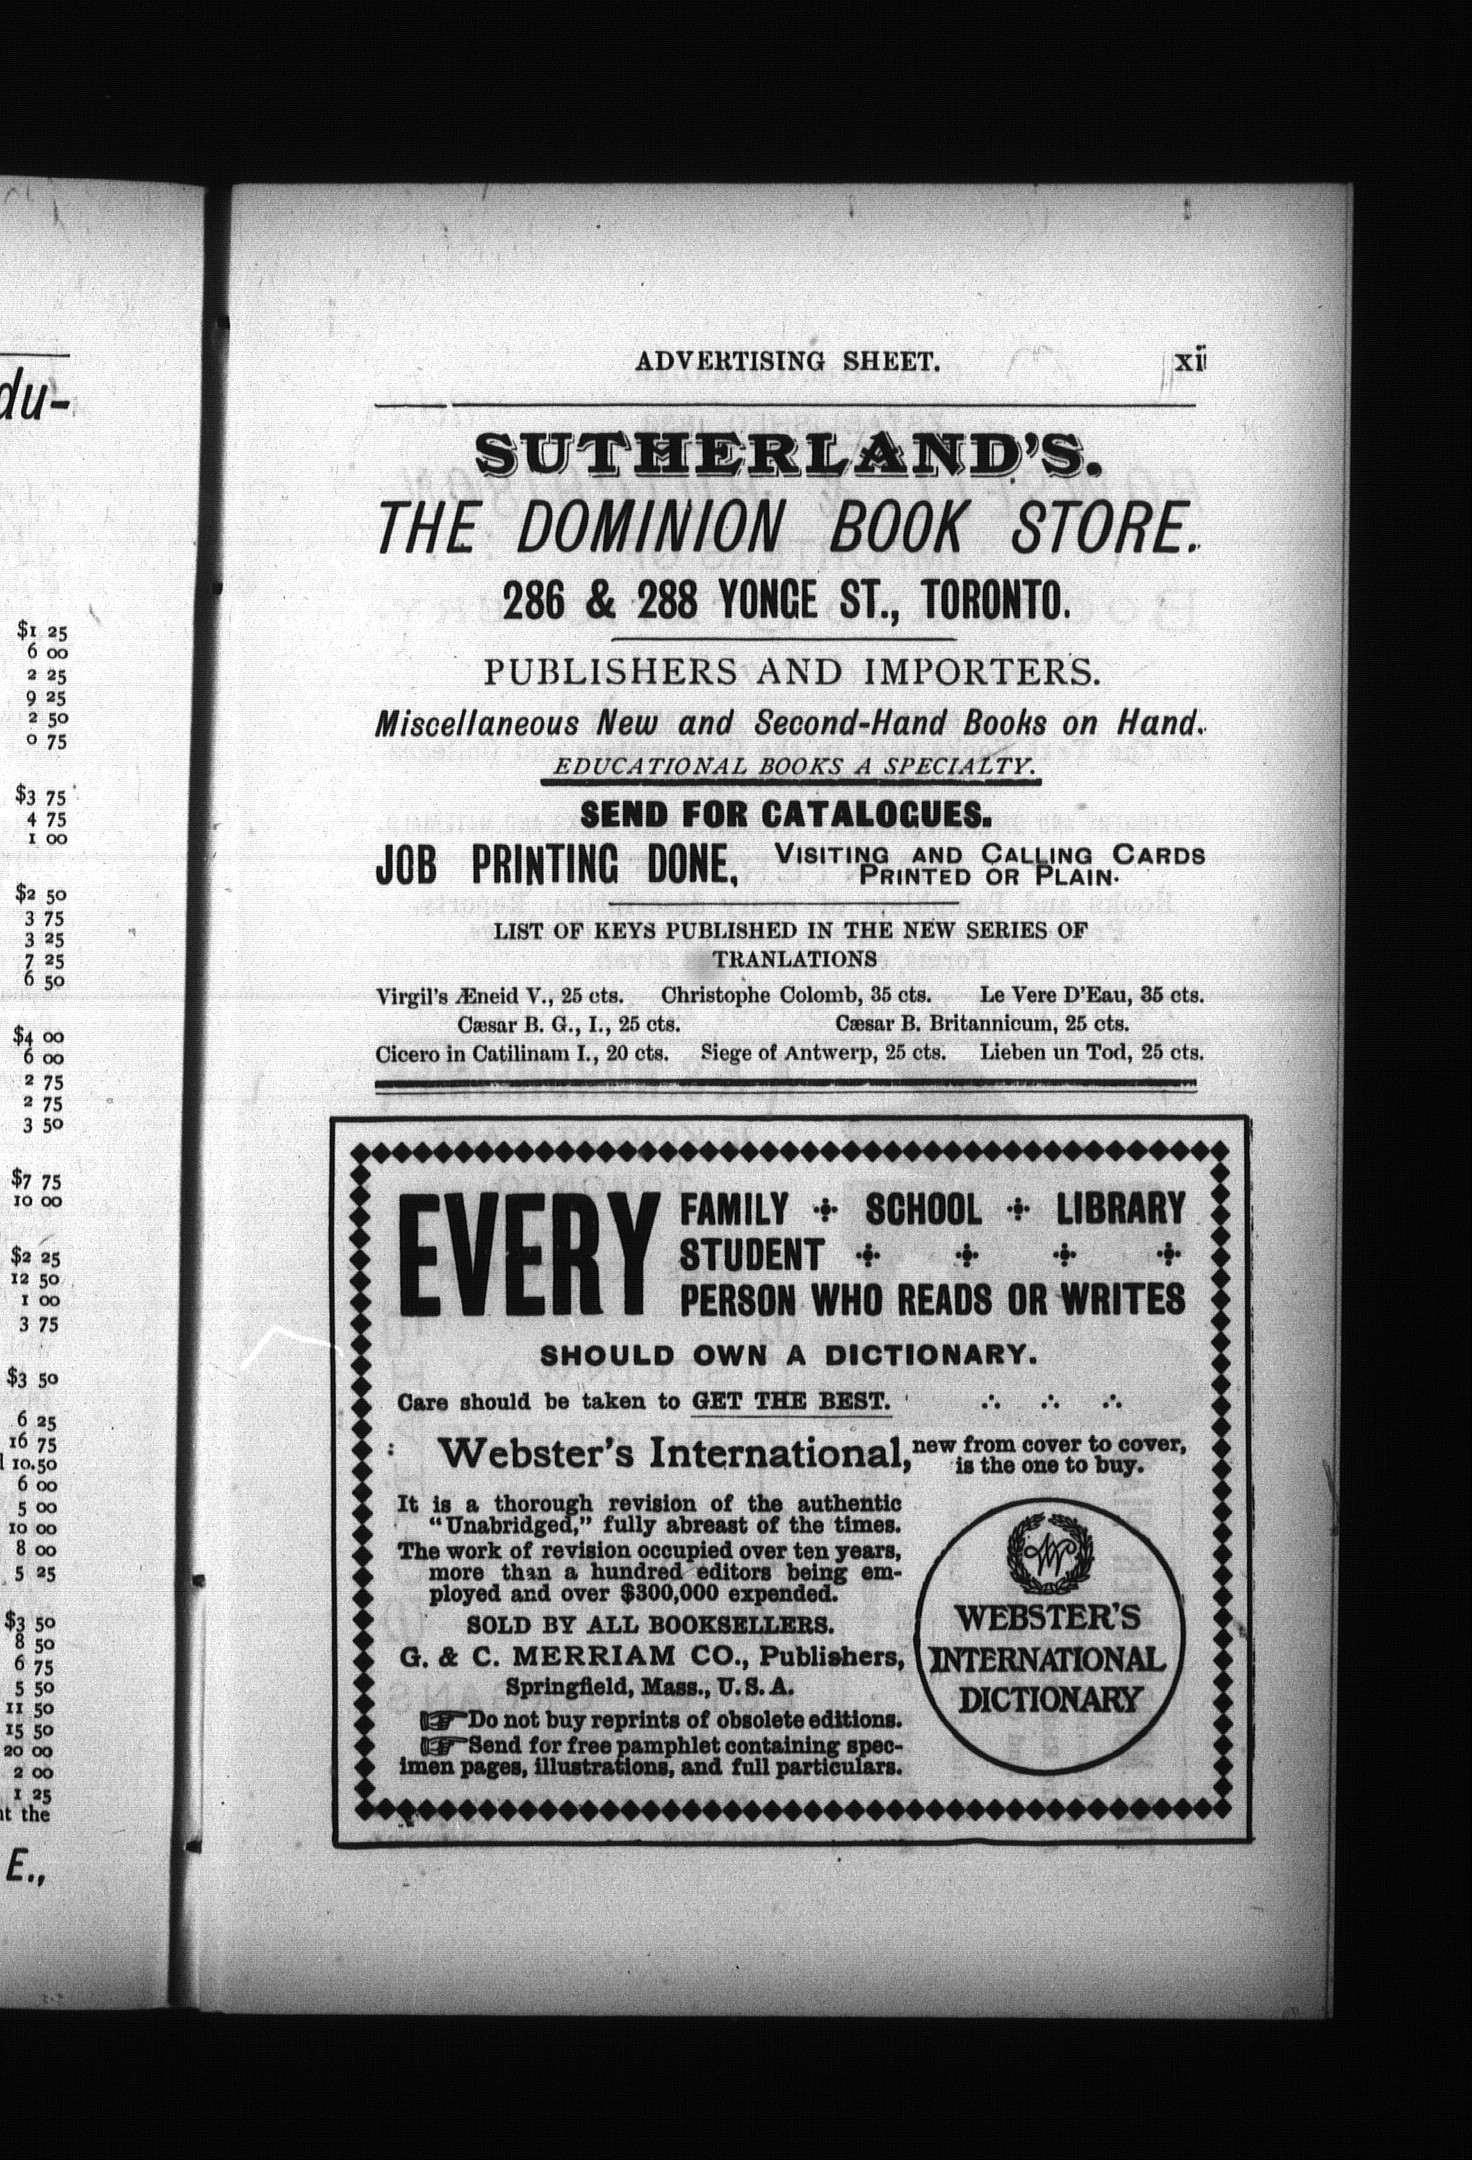 du-
$1 25
6 00
2 25
9 25
2 50
0 75
$3 75
4 75
1 00
$2 50
3 75
3 25
7 25
6 50
$4 00
6 00
2 75
2 75
3 50
$7 75
10 00
$2 25
12 50
1 00
3 75
$3 50
6 25
16 75
10.50
6 00
5 00
10 00
8 00
5 25
$3 50
8 50
6 75
5 50
11 50
15 50
20 00
2 00
1 25
the
E.,
ADVERTISING SHEET. xii
SUTHERLAND'S.
THE DOMINION BOOK STORE.
286 & 288 YONGE ST., TORONTO.
PUBLISHERS AND IMPORTERS.
Miscellaneous New and Second-Hand Books on Hand.
EDUCATIONAL BOOKS A SPECIALTY.
SEND FOR CATALOGUES.
JOB PRINTING DONE, VISITING AND CALLING CARDS
PRINTED OR PLAIN.
LIST OF KEYS PUBLISHED IN THE NEW SERIES OF
TRANLATIONS
Virgil's Æneid V., 25 cts. Christophe Colomb, 35 cts. Le Vere D'Eau, 35 cts.
Cæsar B. G., I., 25 cts. Cæsar B. Britannicum, 25 cts.
Cicero in Catilinam I., 20 cts. Siege of Antwerp, 25 cts. Lieben un Tod, 25 cts.
EVERY FAMILY SCHOOL LIBRARY
STUDENT
PERSON WHO READS OR WRITES
SHOULD OWN A DICTIONARY.
Care should be taken to GET THE BEST.
Webster's International, new from cover to cover,
is the one to buy.
It is a thorough revision of the authentic
"Unabridged," fully abreast of the times.
The work of revision occupied over ten years,
more than a hundred editors being em-
ployed and over $300,000 expended.
SOLD BY ALL BOOKSELLERS.
G. & C. MERRIAM CO., Publishers,
Springfield, Mass., U. S. A.
☞Do not buy reprints of obsolete editions.
☞Send for free pamphlet containing spec-
imen pages, illustrations, and full particulars.
W
WEBSTER'S
INTERNATIONAL
DICTIONARY